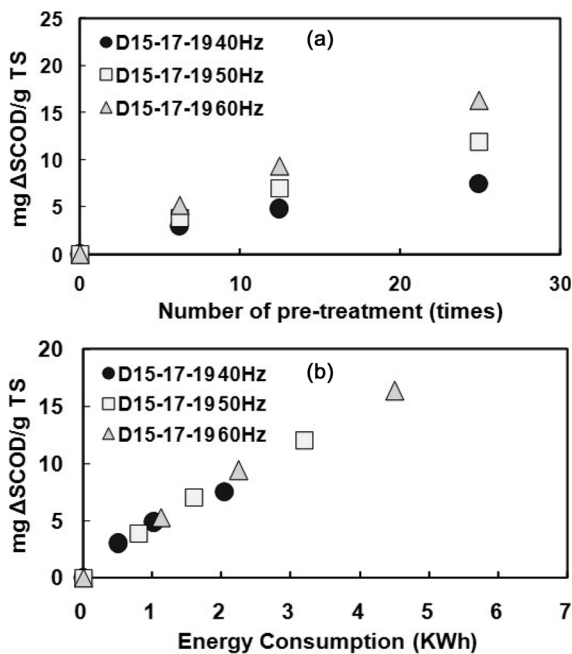 25
20
15
10
5
0
mg ΔSCOD/g TS
(a)
D15-17-19 40Hz
D15-17-19 50Hz
D15-17-19 60Hz
0 10 20 30
Number of pre-treatment (times)
20
15
10
5
0
mg ΔSCOD/g TS
(b)
D15-17-19 40Hz
D15-17-19 50Hz
D15-17-19 60Hz
0 1 2 3 4 5 6 7
Energy Consumption (KWh)